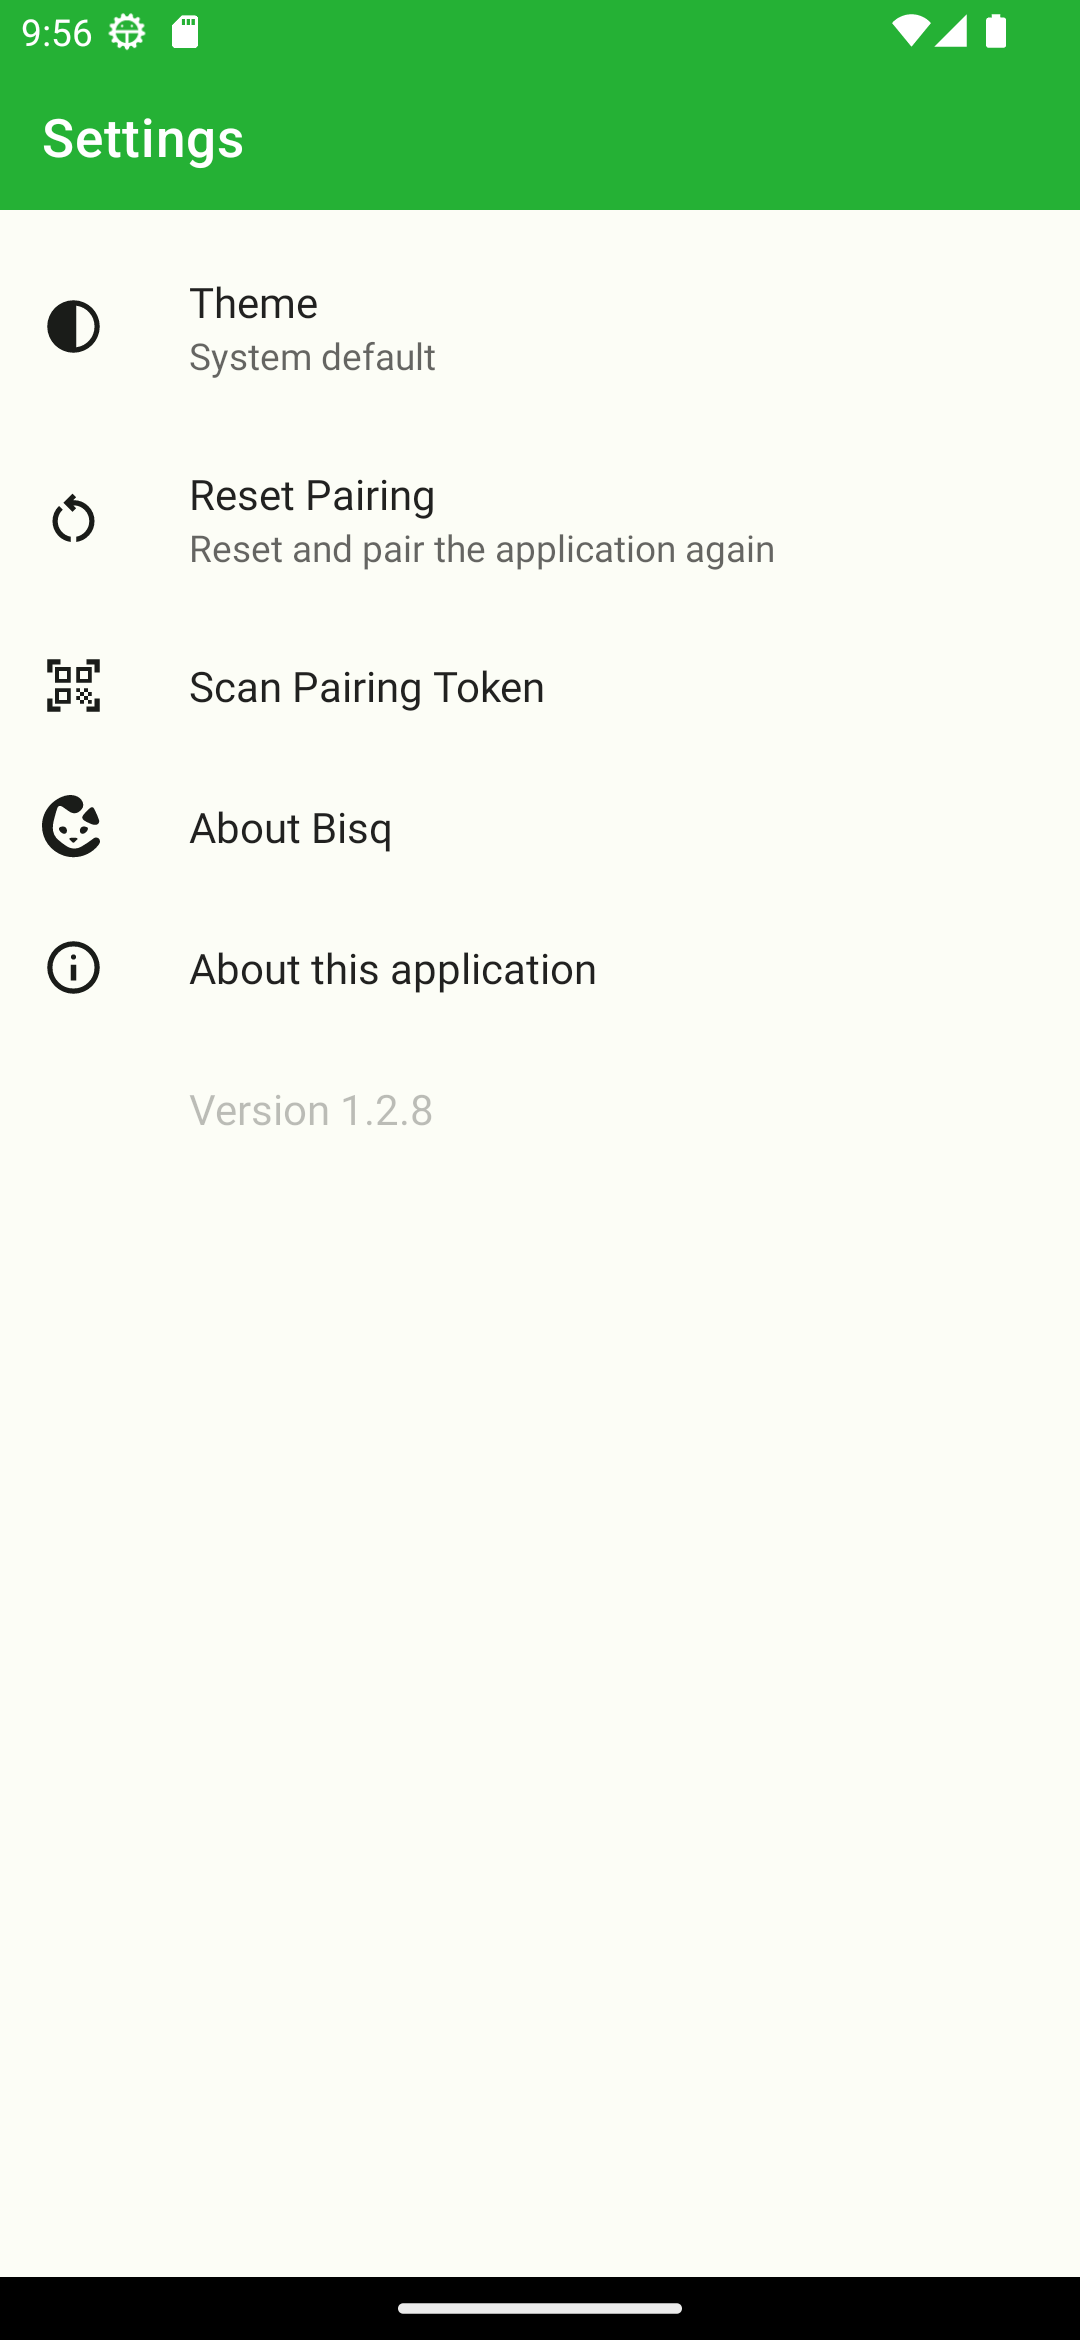 9:56
Settings
Theme
System default
Reset Pairing
Reset and pair the application again
Scan Pairing Token
About Bisq
About this application
Version 1.2.8